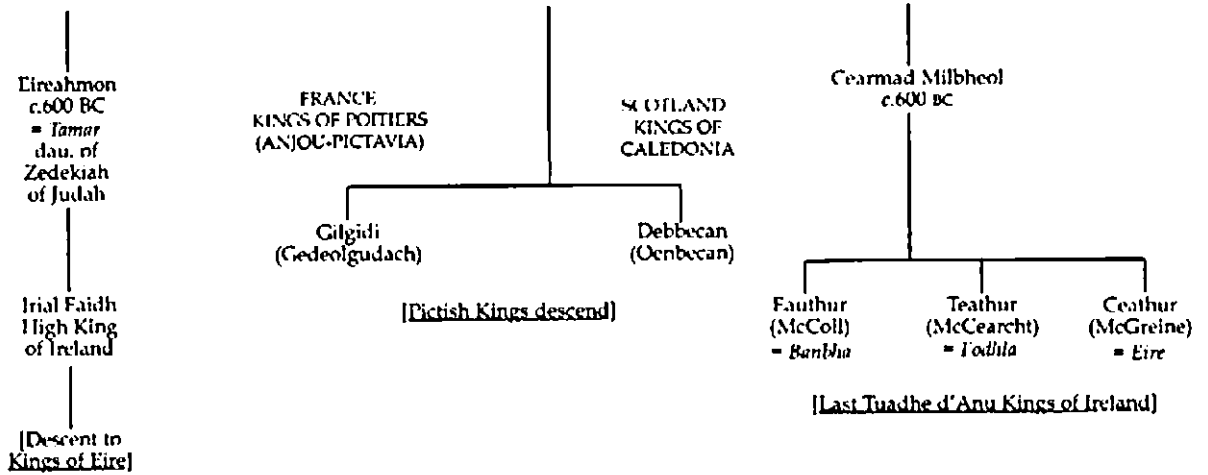 Eireahmon
c.600 BC
= Tamar
dau. of
Zedekiah
of Judah
Irial Faidh
High King
of Ireland
[Descent to
Kings of Eire]
FRANCE
KINGS OF POITIERS
(ANJOU-PICTAVIA)
SCOTLAND
KINGS OF
CALEDONIA
Gilgidi
(Gedeolgudach)
Debbecan
(Oenbecan)
[Pictish Kings descend]
Cearmad Milbheol
c.600 BC
Fauthur
(McColl)
= Banbha
Teathur
(McCearcht)
= Fodhla
Ceathur
(McGreine)
= Eire
[Last Tuadhe d'Anu Kings of Ireland]